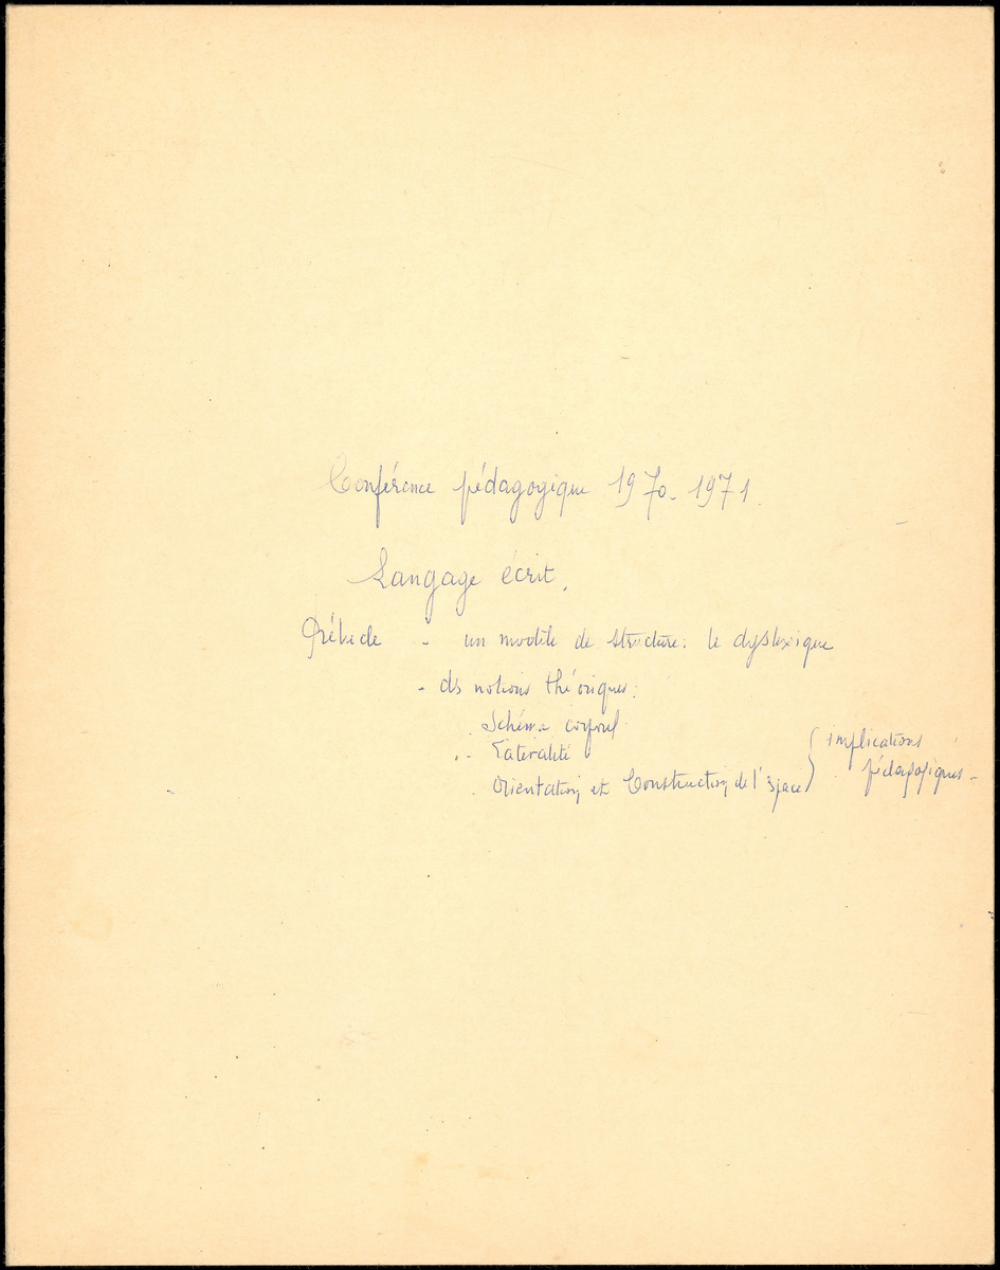 Conférence pédagogique 1970-1971.
Langage écrit.
Prélude - un modèle de structure: le dyslexique
- des notions théoriques:
. Schéma corporel
. Latéralité
. Orientation et Construction de l'espace } implications
pédagogiques -